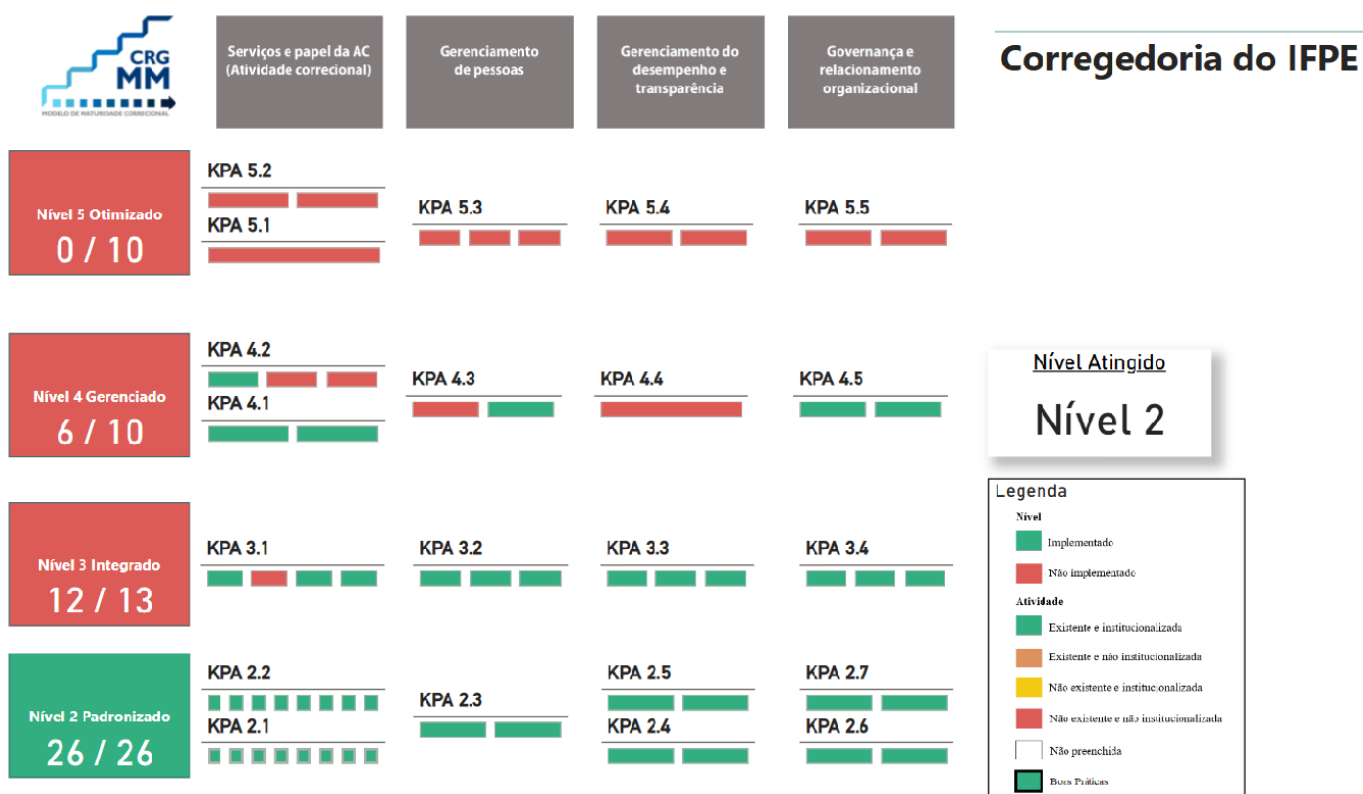 CRG
MM
MODELO DE MATURIDADE CORRECIONAL
Serviços e papel da AC
(Atividade correcional)
Gerenciamento
de pessoas
Gerenciamento do
desempenho e
transparência
Governança e
relacionamento
organizacional
Corregedoria do IFPE
Nível 5 Otimizado
0 / 10
KPA 5.2
KPA 5.1
KPA 5.3
KPA 5.4
KPA 5.5
Nível 4 Gerenciado
6 / 10
KPA 4.2
KPA 4.1
KPA 4.3
KPA 4.4
KPA 4.5
Nível Atingido
Nível 2
Nível 3 Integrado
12 / 13
KPA 3.1
KPA 3.2
KPA 3.3
KPA 3.4
Nível 2 Padronizado
26 / 26
KPA 2.2
KPA 2.1
KPA 2.3
KPA 2.5
KPA 2.4
KPA 2.7
KPA 2.6
Legenda
Nível
Implementado
Não implementado
Atividade
Existente e institucionalizada
Existente e não institucionalizada
Não existente e institucionalizada
Não existente e não institucionalizada
Não preenchida
Boas Práticas